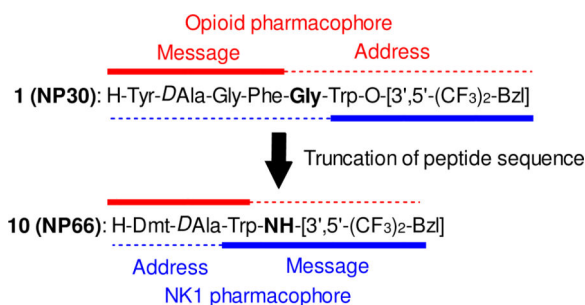 Opioid pharmacophore
Message Address
1 (NP30): H-Tyr-DAla-Gly-Phe-Gly-Trp-O-[3',5'-(CF3)2-Bzl]
Truncation of peptide sequence
10 (NP66): H-Dmt-DAla-Trp-NH-[3',5'-(CF3)2-Bzl]
Address Message
NK1 pharmacophore